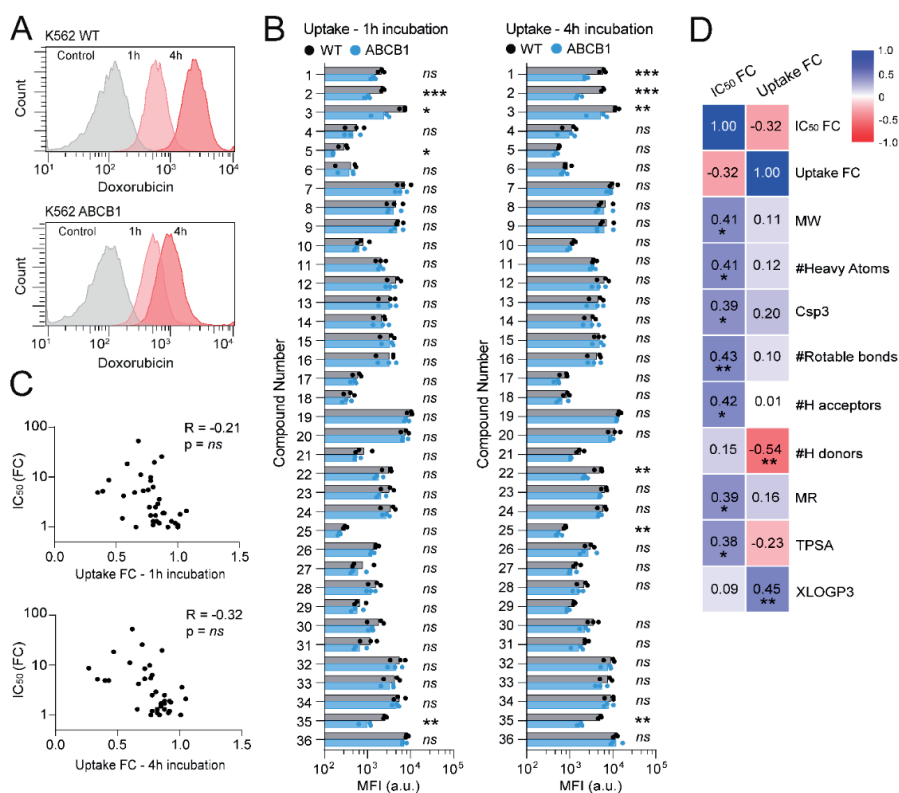 A
K562 WT
Control 1h 4h
Count
10¹ 10² 10³ 10⁴
Doxorubicin
K562 ABCB1
Control 1h 4h
Count
10¹ 10² 10³ 10⁴
Doxorubicin
B
Uptake - 1h incubation
WT ABCB1
Compound Number
1 ns
2 ***
3 *
4 ns
5 *
6 ns
7 ns
8 ns
9 ns
10 ns
11 ns
12 ns
13 ns
14 ns
15 ns
16 ns
17 ns
18 ns
19 ns
20 ns
21 ns
22 ns
23 ns
24 ns
25 ns
26 ns
27 ns
28 ns
29 ns
30 ns
31 ns
32 ns
33 ns
34 ns
35 **
36 ns
10² 10³ 10⁴ 10⁵
MFI (a.u.)
Uptake - 4h incubation
WT ABCB1
1 ***
2 ***
3 **
4 ns
5 ns
6 ns
7 ns
8 ns
9 ns
10 ns
11 ns
12 ns
13 ns
14 ns
15 ns
16 ns
17 ns
18 ns
19 ns
20 ns
21 ns
22 **
23 ns
24 ns
25 **
26 ns
27 ns
28 ns
29 ns
30 ns
31 ns
32 ns
33 ns
34 ns
35 **
36 ns
10² 10³ 10⁴ 10⁵
MFI (a.u.)
C
IC₅₀ (FC)
100
10
1
R = -0.21
p = ns
0.0 0.5 1.0 1.5
Uptake FC - 1h incubation
IC₅₀ (FC)
100
10
1
R = -0.32
p = ns
0.0 0.5 1.0 1.5
Uptake FC - 4h incubation
D
IC₅₀ FC Uptake FC
1.0
0.5
0
-0.5
-1.0
1.00 -0.32 IC₅₀ FC
-0.32 1.00 Uptake FC
0.41 * 0.11 MW
0.41 * 0.12 #Heavy Atoms
0.39 * 0.20 Csp3
0.43 ** 0.10 #Rotable bonds
0.42 * 0.01 #H acceptors
0.15 -0.54 ** #H donors
0.39 * 0.16 MR
0.38 * -0.23 TPSA
0.09 0.45 ** XLOGP3